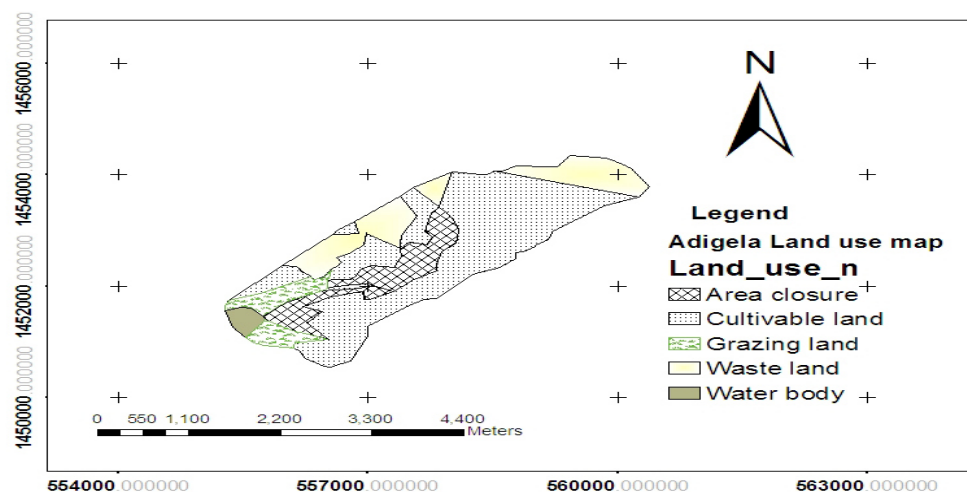 1456000.000000
1454000.000000
1452000.000000
1450000.000000
N
Legend
Adigela Land use map
Land_use_n
Area closure
Cultivable land
Grazing land
Waste land
Water body
0 550 1,100 2,200 3,300 4,400
Meters
554000.000000 557000.000000 560000.000000 563000.000000